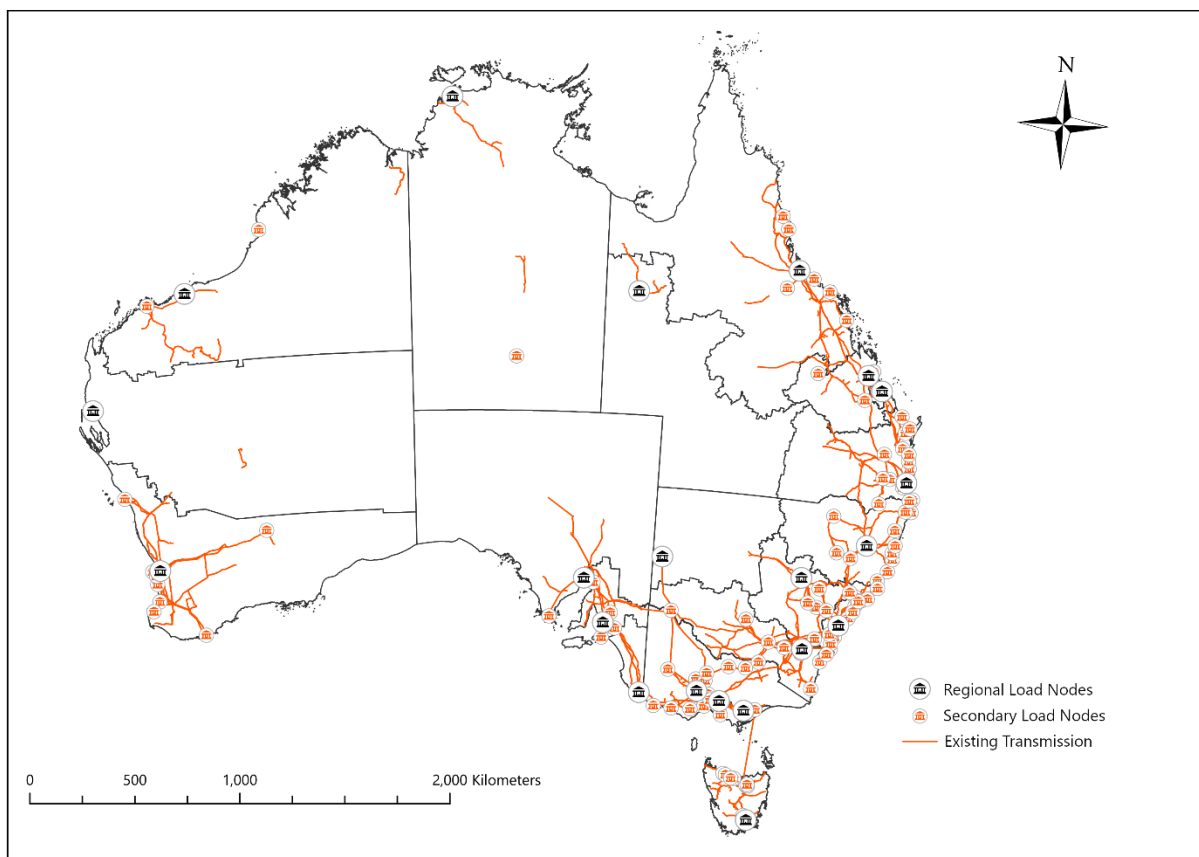 N
Regional Load Nodes
Secondary Load Nodes
Existing Transmission
0 500 1,000 2,000 Kilometers